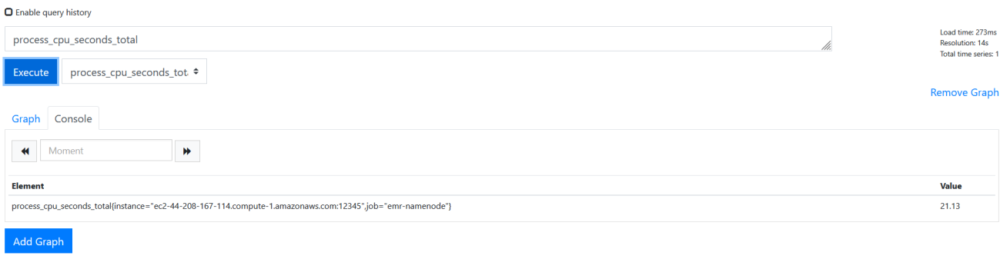 Enable query history
process_cpu_seconds_total
Load time: 273ms
Resolution: 14s
Total time series: 1
Execute
process_cpu_seconds_tot
Remove Graph
Graph
Console
Moment
Element
Value
process_cpu_seconds_total{instance="ec2-44-208-167-114.compute-1.amazonaws.com:12345",job="emr-namenode"}
21.13
Add Graph